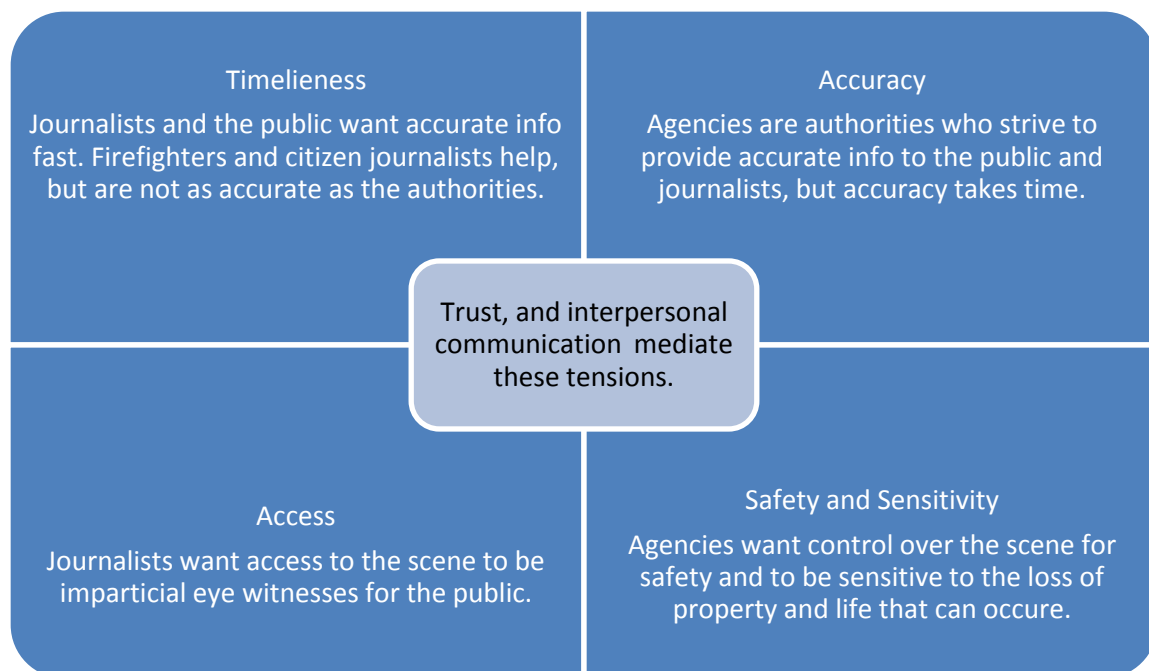 Timelieness
Journalists and the public want accurate info
fast. Firefighters and citizen journalists help,
but are not as accurate as the authorities.
Accuracy
Agencies are authorities who strive to
provide accurate info to the public and
journalists, but accuracy takes time.
Trust, and interpersonal
communication  mediate
these tensions.
Access
Journalists want access to the scene to be
imparticial eye witnesses for the public.
Safety and Sensitivity
Agencies want control over the scene for
safety and to be sensitive to the loss of
property and life that can occure.